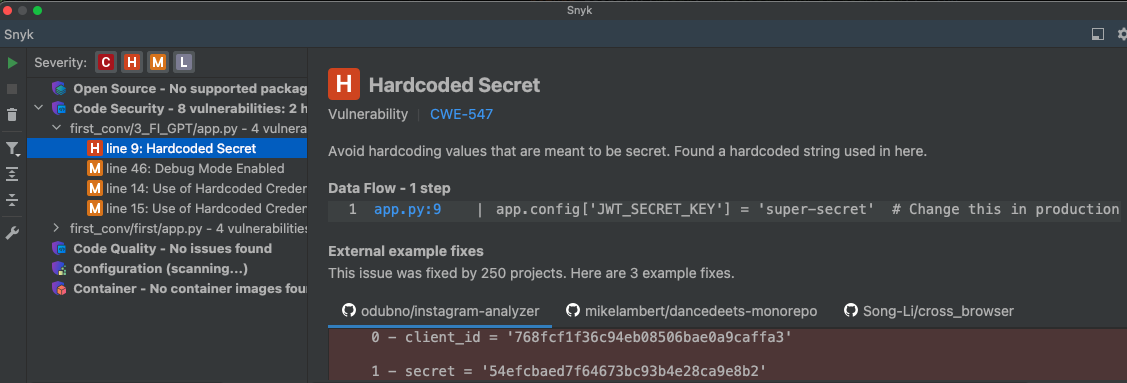 Snyk
Snyk
Severity: C H M L
Open Source - No supported packag
Code Security - 8 vulnerabilities: 2 h
first_conv/3_FI_GPT/app.py - 4 vulnera
H line 9: Hardcoded Secret
M line 46: Debug Mode Enabled
M line 14: Use of Hardcoded Creder
M line 15: Use of Hardcoded Creder
first_conv/first/app.py - 4 vulnerabilities
Code Quality - No issues found
Configuration (scanning...)
Container - No container images fou
H Hardcoded Secret
Vulnerability | CWE-547
Avoid hardcoding values that are meant to be secret. Found a hardcoded string used in here.
Data Flow - 1 step
1 app.py:9 | app.config['JWT_SECRET_KEY'] = 'super-secret' # Change this in production
External example fixes
This issue was fixed by 250 projects. Here are 3 example fixes.
odubno/instagram-analyzer mikelambert/dancedeets-monorepo Song-Li/cross_browser
0 - client_id = '768fcf1f36c94eb08506bae0a9caffa3'
1 - secret = '54efcbaed7f64673bc93b4e28ca9e8b2'